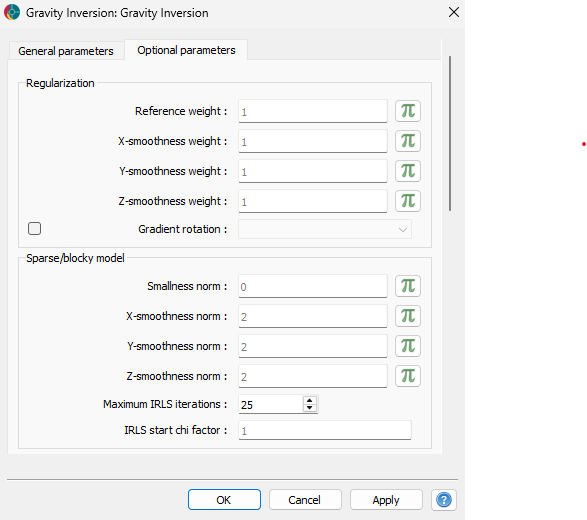 Gravity Inversion: Gravity Inversion
General parameters
Optional parameters
Regularization
Reference weight : 1 π
X-smoothness weight : 1 π
Y-smoothness weight : 1 π
Z-smoothness weight : 1 π
Gradient rotation :
Sparse/blocky model
Smallness norm : 0 π
X-smoothness norm : 2 π
Y-smoothness norm : 2 π
Z-smoothness norm : 2 π
Maximum IRLS iterations : 25
IRLS start chi factor : 1
OK Cancel Apply ?